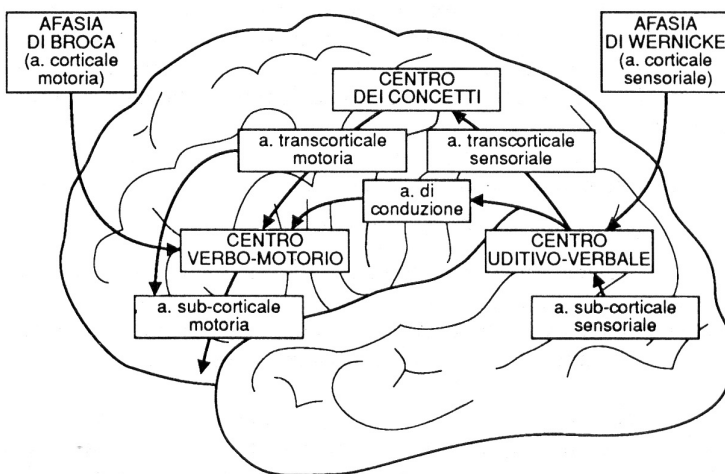 AFASIA
DI BROCA
(a. corticale
motoria)
AFASIA
DI WERNICKE
(a. corticale
sensoriale)
CENTRO
DEI CONCETTI
a. transcorticale
motoria
a. transcorticale
sensoriale
a. di
conduzione
CENTRO
VERBO-MOTORIO
CENTRO
UDITIVO-VERBALE
a. sub-corticale
motoria
a. sub-corticale
sensoriale